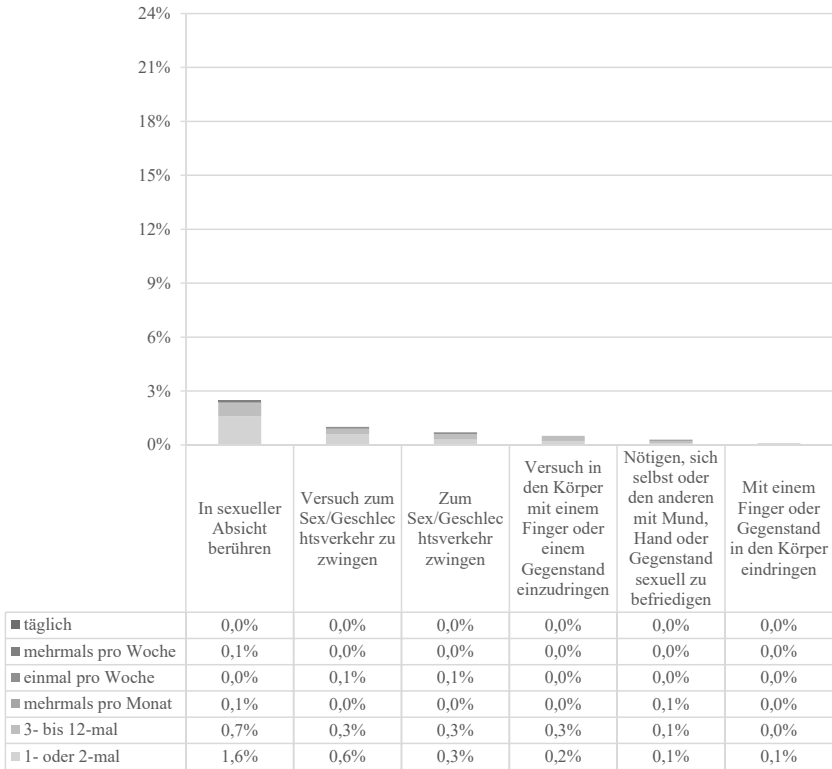 24%
21%
18%
15%
12%
9%
6%
3%
0%
In sexueller
Absicht
berühren
Versuch zum
Sex/Geschlec
htsverkehr zu
zwingen
Zum
Sex/Geschlec
htsverkehr
zwingen
Versuch in
den Körper
mit einem
Finger oder
einem
Gegenstand
einzudringen
Nötigen, sich
selbst oder
den anderen
mit Mund,
Hand oder
Gegenstand
sexuell zu
befriedigen
Mit einem
Finger oder
Gegenstand
in den Körper
eindringen
täglich 0,0% 0,0% 0,0% 0,0% 0,0% 0,0%
mehrmals pro Woche 0,1% 0,0% 0,0% 0,0% 0,0% 0,0%
einmal pro Woche 0,0% 0,1% 0,1% 0,0% 0,0% 0,0%
mehrmals pro Monat 0,1% 0,0% 0,0% 0,0% 0,1% 0,0%
3- bis 12-mal 0,7% 0,3% 0,3% 0,3% 0,1% 0,0%
1- oder 2-mal 1,6% 0,6% 0,3% 0,2% 0,1% 0,1%